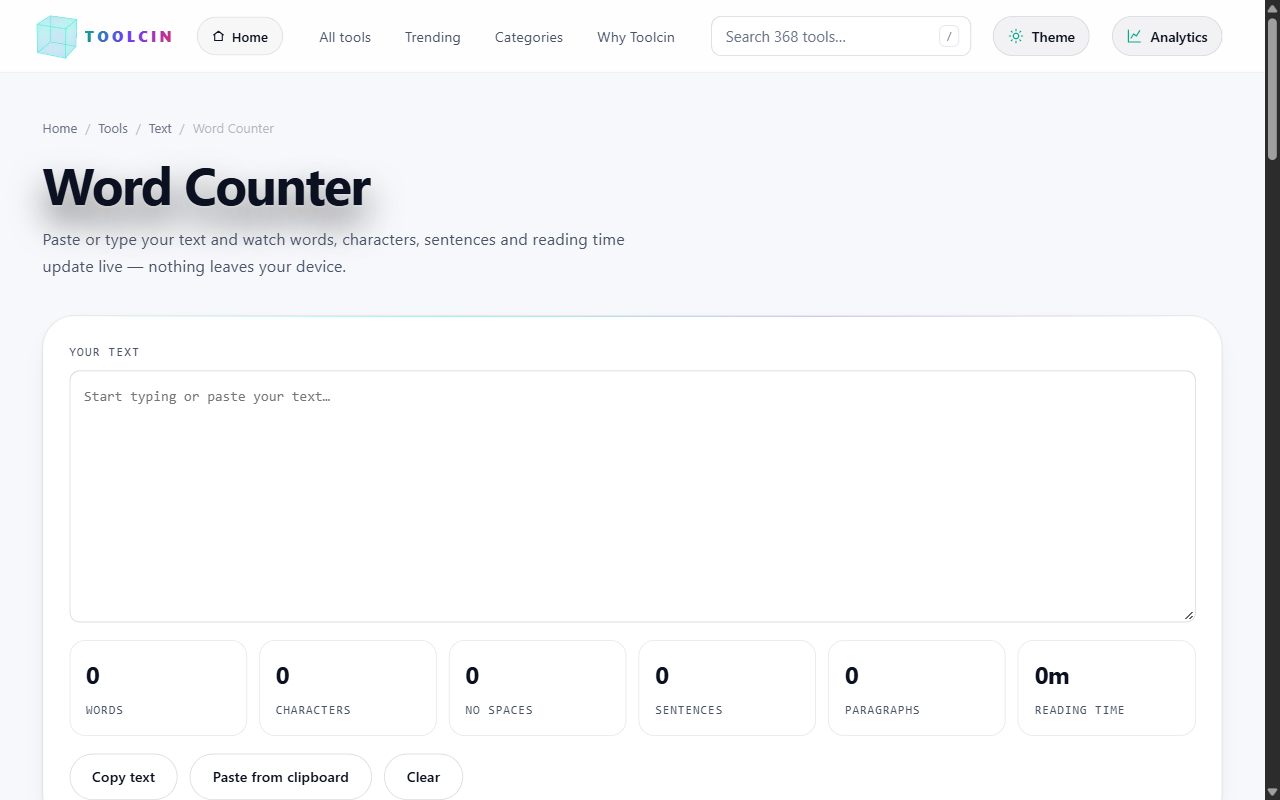 TOOLCIN
Home
All tools
Trending
Categories
Why Toolcin
Search 368 tools...
/
Theme
Analytics
Home / Tools / Text / Word Counter
Word Counter
Paste or type your text and watch words, characters, sentences and reading time
update live — nothing leaves your device.
YOUR TEXT
Start typing or paste your text…
0
WORDS
0
CHARACTERS
0
NO SPACES
0
SENTENCES
0
PARAGRAPHS
0m
READING TIME
Copy text
Paste from clipboard
Clear